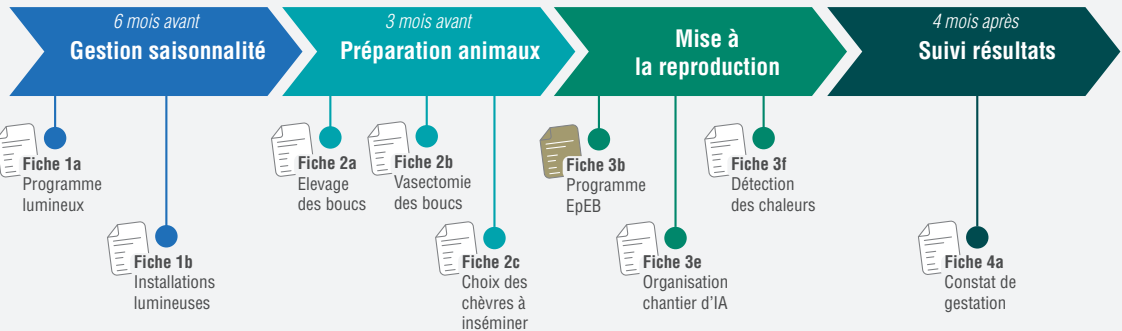 6 mois avant
Gestion saisonnalité
3 mois avant
Préparation animaux
Mise à
la reproduction
4 mois après
Suivi résultats
Fiche 1a
Programme
lumineux
Fiche 1b
Installations
lumineuses
Fiche 2a
Elevage
des boucs
Fiche 2b
Vasectomie
des boucs
Fiche 2c
Choix des
chèvres à
inséminer
Fiche 3b
Programme
EpEB
Fiche 3e
Organisation
chantier d'IA
Fiche 3f
Détection
des chaleurs
Fiche 4a
Constat de
gestation